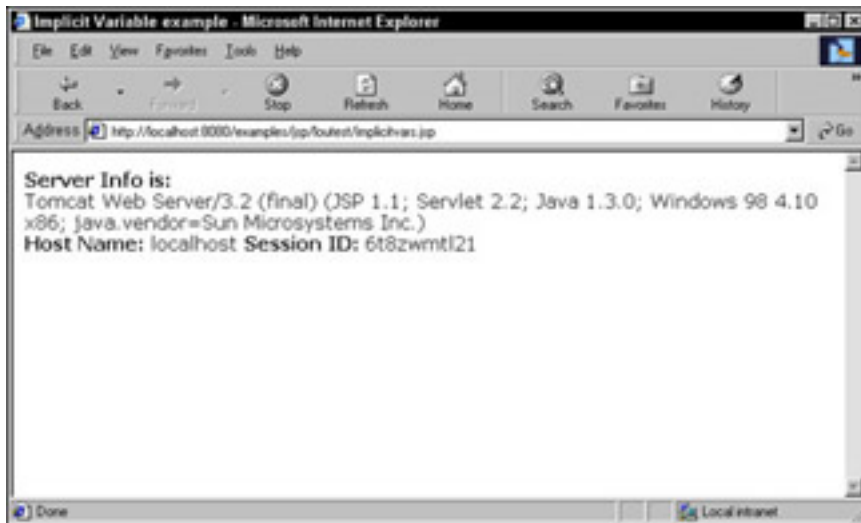 Implicit Variable example - Microsoft Internet Explorer
File Edit View Favorites Tools Help
Back Forward Stop Refresh Home Search Favorites History
Address http://localhost:8080/examples/jsp/loutest/implicitvars.jsp Go
Server Info is:
Tomcat Web Server/3.2 (final) (JSP 1.1; Servlet 2.2; Java 1.3.0; Windows 98 4.10
x86; java.vendor=Sun Microsystems Inc.)
Host Name: localhost Session ID: 6t8zwmtl21
Done Local intranet